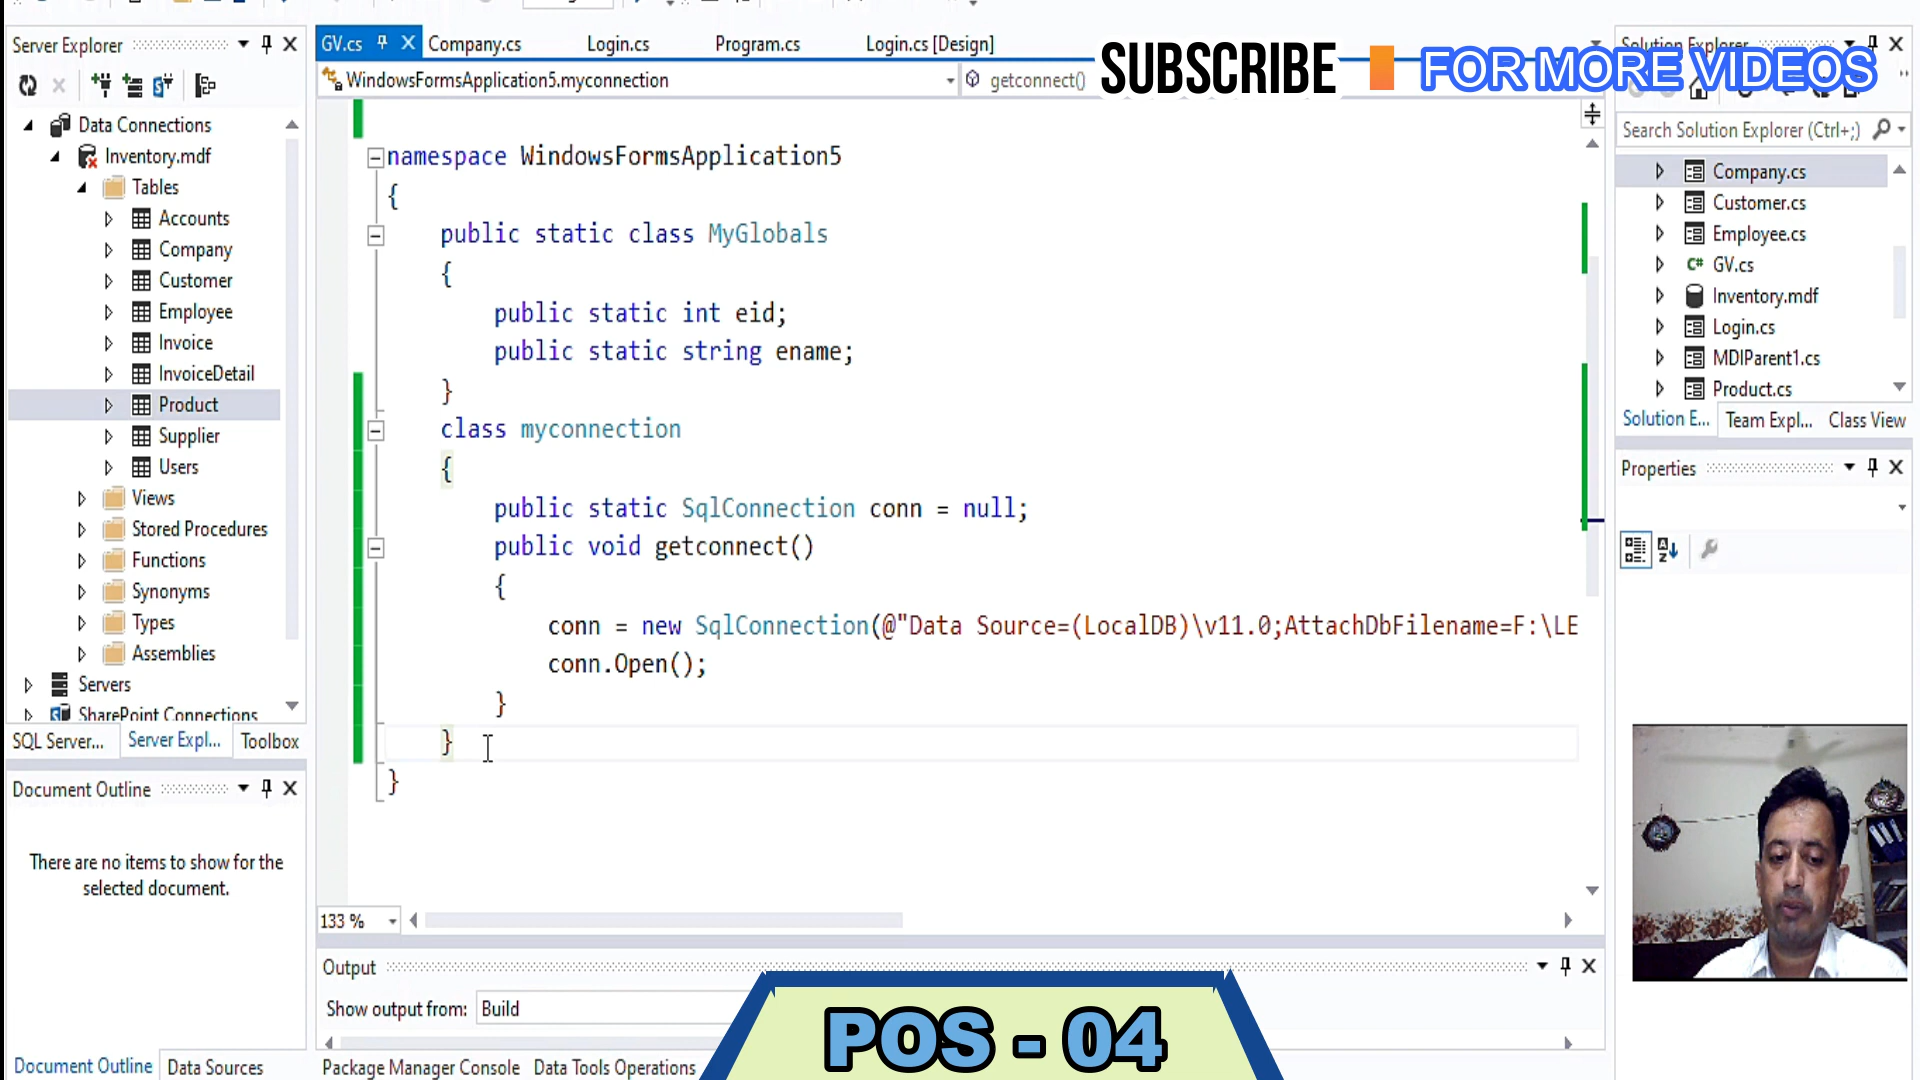 Server Explorer
GV.cs
Company.cs
Login.cs
Program.cs
Login.cs [Design]
SUBSCRIBE
FOR MORE VIDEOS
Solution Explorer
WindowsFormsApplication5.myconnection
getconnect()
Search Solution Explorer (Ctrl+;)
Data Connections
Inventory.mdf
Tables
Accounts
Company
Customer
Employee
Invoice
InvoiceDetail
Product
Supplier
Users
Views
Stored Procedures
Functions
Synonyms
Types
Assemblies
Servers
SharePoint Connections
SQL Server...
Server Expl...
Toolbox
Document Outline
There are no items to show for the
selected document.
Document Outline
Data Sources
namespace WindowsFormsApplication5
{
public static class MyGlobals
{
public static int eid;
public static string ename;
}
class myconnection
{
public static SqlConnection conn = null;
public void getconnect()
{
conn = new SqlConnection(@"Data Source=(LocalDB)\v11.0;AttachDbFilename=F:\LE
conn.Open();
}
}
}
133 %
Output
Show output from:
Build
Package Manager Console
Data Tools Operations
POS - 04
Company.cs
Customer.cs
Employee.cs
C# GV.cs
Inventory.mdf
Login.cs
MDIParent1.cs
Product.cs
Solution E...
Team Expl...
Class View
Properties